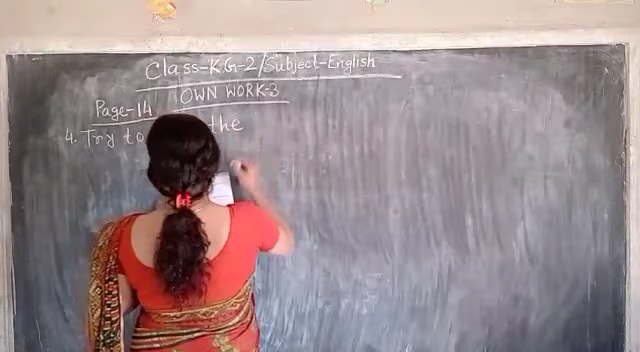 Class-KG-2/Subject-English
OWN WORK-3
Page-14
4. Try to the